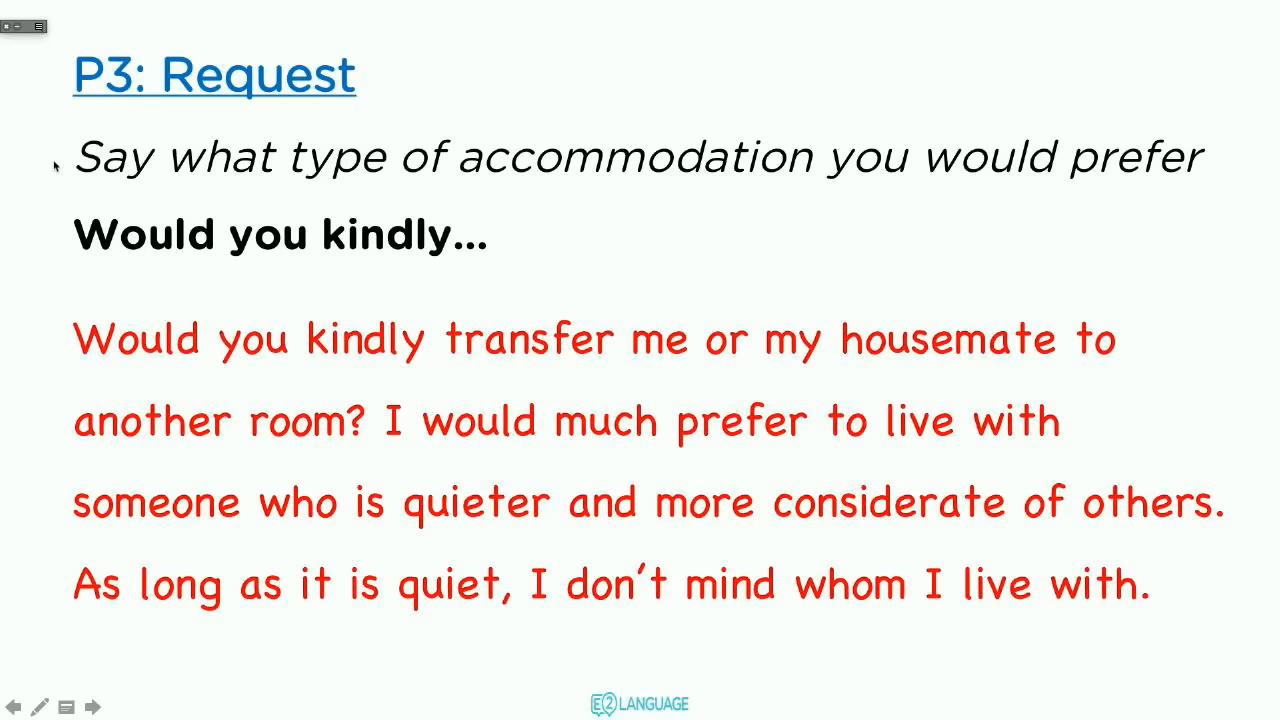 P3: Request
Say what type of accommodation you would prefer
Would you kindly...
Would you kindly transfer me or my housemate to
another room? I would much prefer to live with
someone who is quieter and more considerate of others.
As long as it is quiet, I don't mind whom I live with.
E2 LANGUAGE